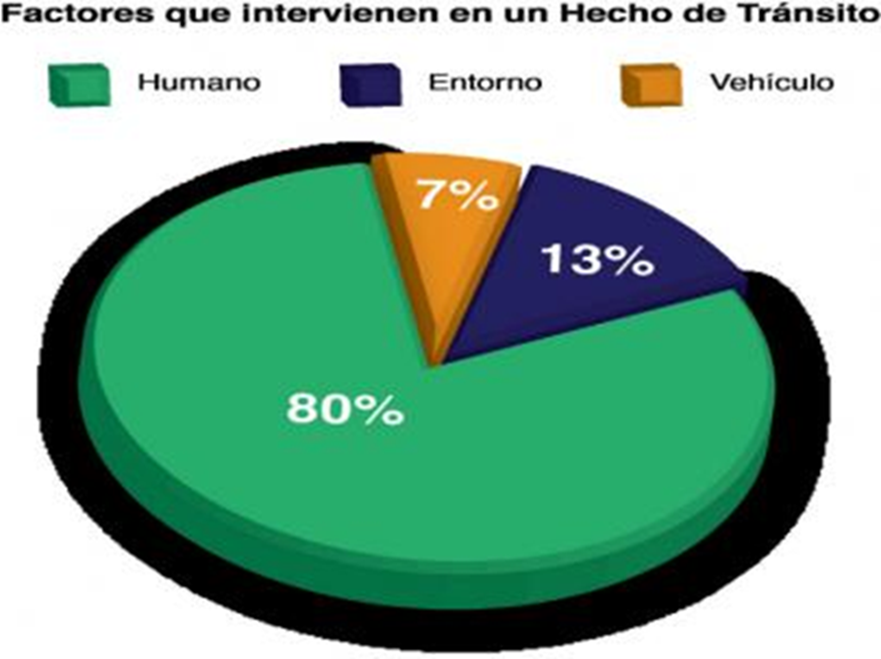 Factores que intervienen en un Hecho de Tránsito
Humano Entorno Vehículo
7%
13%
80%